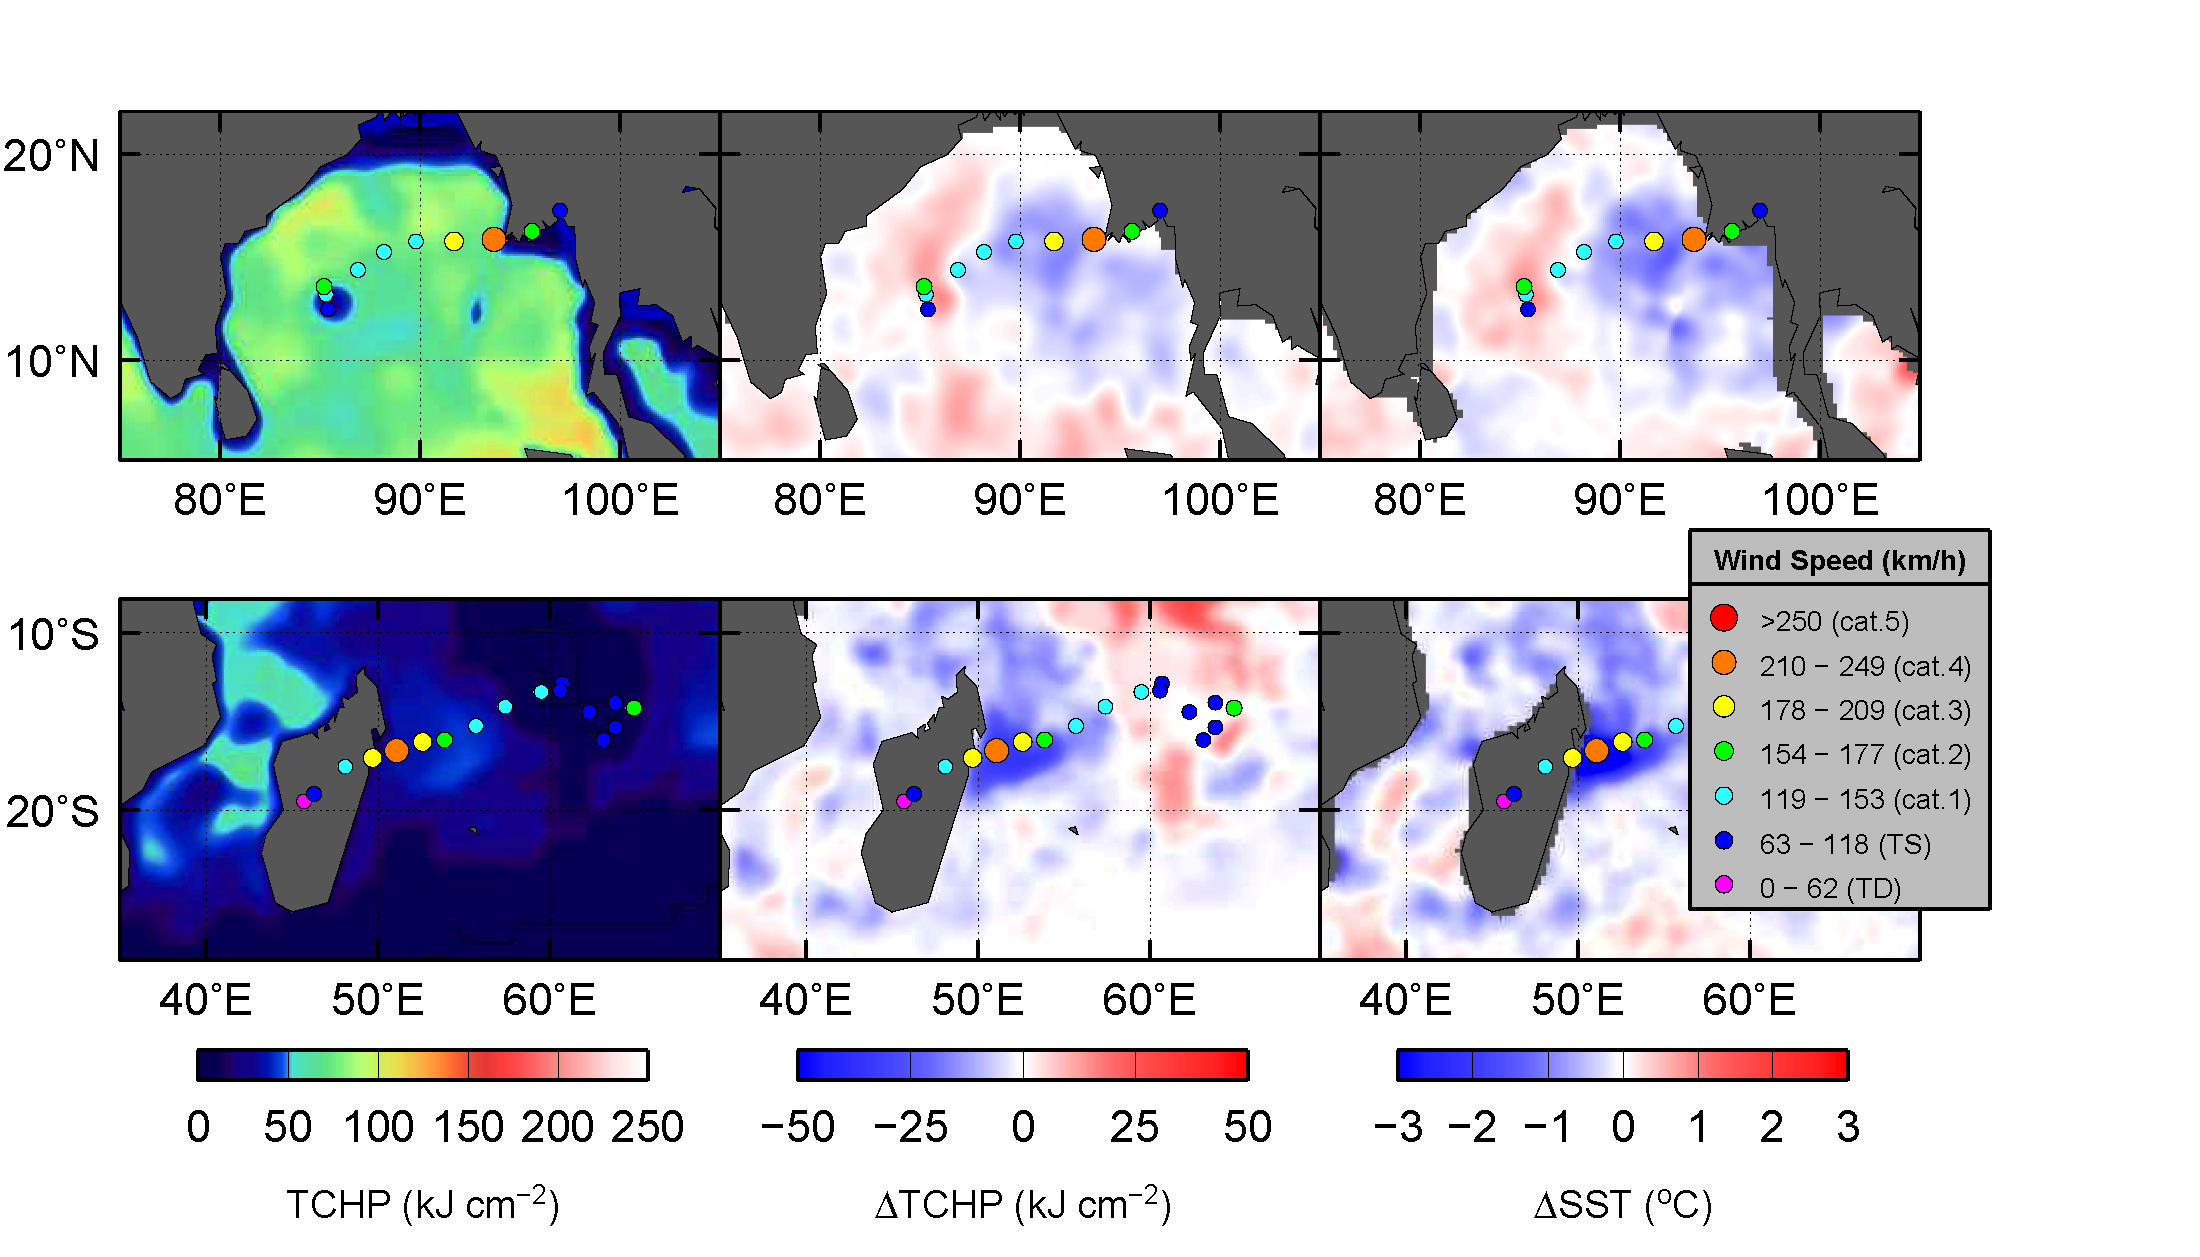 20°N
10°N
80°E 90°E 100°E 80°E 90°E 100°E 80°E 90°E 100°E
Wind Speed (km/h)
>250 (cat.5)
210 − 249 (cat.4)
178 − 209 (cat.3)
154 − 177 (cat.2)
119 − 153 (cat.1)
63 − 118 (TS)
0 − 62 (TD)
10°S
20°S
40°E 50°E 60°E 40°E 50°E 60°E 40°E 50°E 60°E
0 50 100 150 200 250 −50 −25 0 25 50 −3 −2 −1 0 1 2 3
TCHP (kJ cm⁻²) ΔTCHP (kJ cm⁻²) ΔSST (°C)